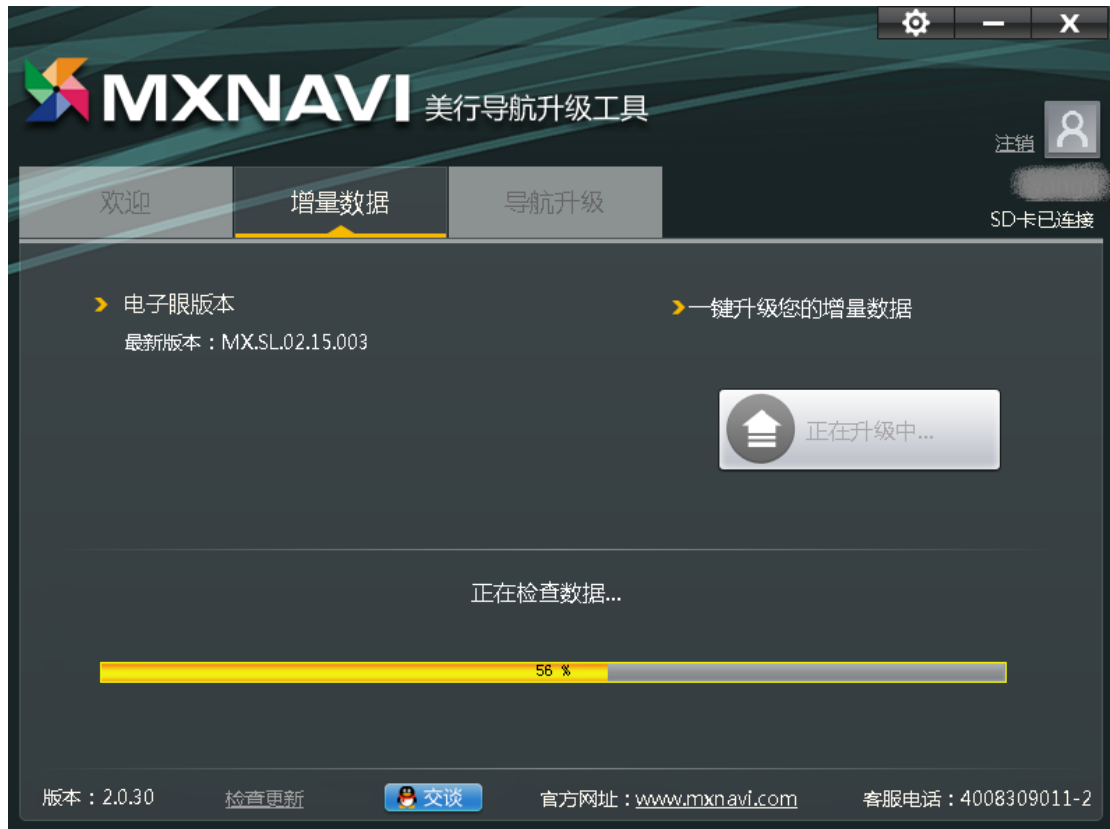 MXNAVI 美行导航升级工具
注销
欢迎
增量数据
导航升级
SD卡已连接
电子眼版本
最新版本：MX.SL.02.15.003
一键升级您的增量数据
正在升级中...
正在检查数据...
56 %
版本：2.0.30
检查更新
交谈
官方网址：www.mxnavi.com
客服电话：4008309011-2